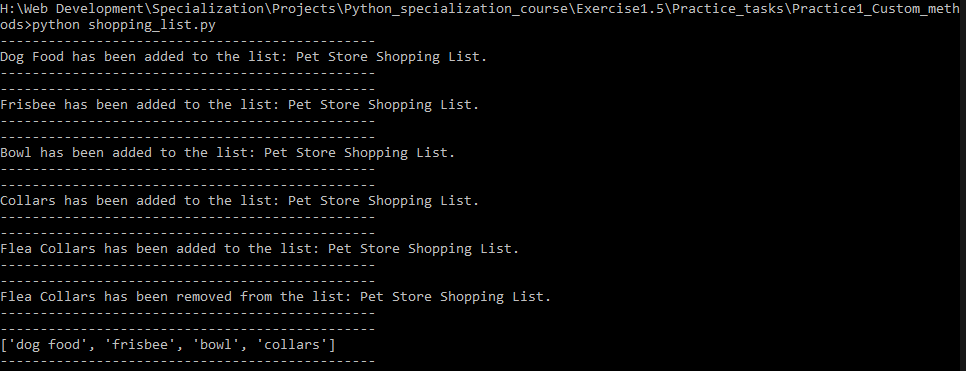 H:\Web Development\Specialization\Projects\Python_specialization_course\Exercise1.5\Practice_tasks\Practice1_Custom_meth
ods>python shopping_list.py
-----------------------------------------------
Dog Food has been added to the list: Pet Store Shopping List.
-----------------------------------------------
-----------------------------------------------
Frisbee has been added to the list: Pet Store Shopping List.
-----------------------------------------------
-----------------------------------------------
Bowl has been added to the list: Pet Store Shopping List.
-----------------------------------------------
-----------------------------------------------
Collars has been added to the list: Pet Store Shopping List.
-----------------------------------------------
-----------------------------------------------
Flea Collars has been added to the list: Pet Store Shopping List.
-----------------------------------------------
-----------------------------------------------
Flea Collars has been removed from the list: Pet Store Shopping List.
-----------------------------------------------
-----------------------------------------------
['dog food', 'frisbee', 'bowl', 'collars']
-----------------------------------------------